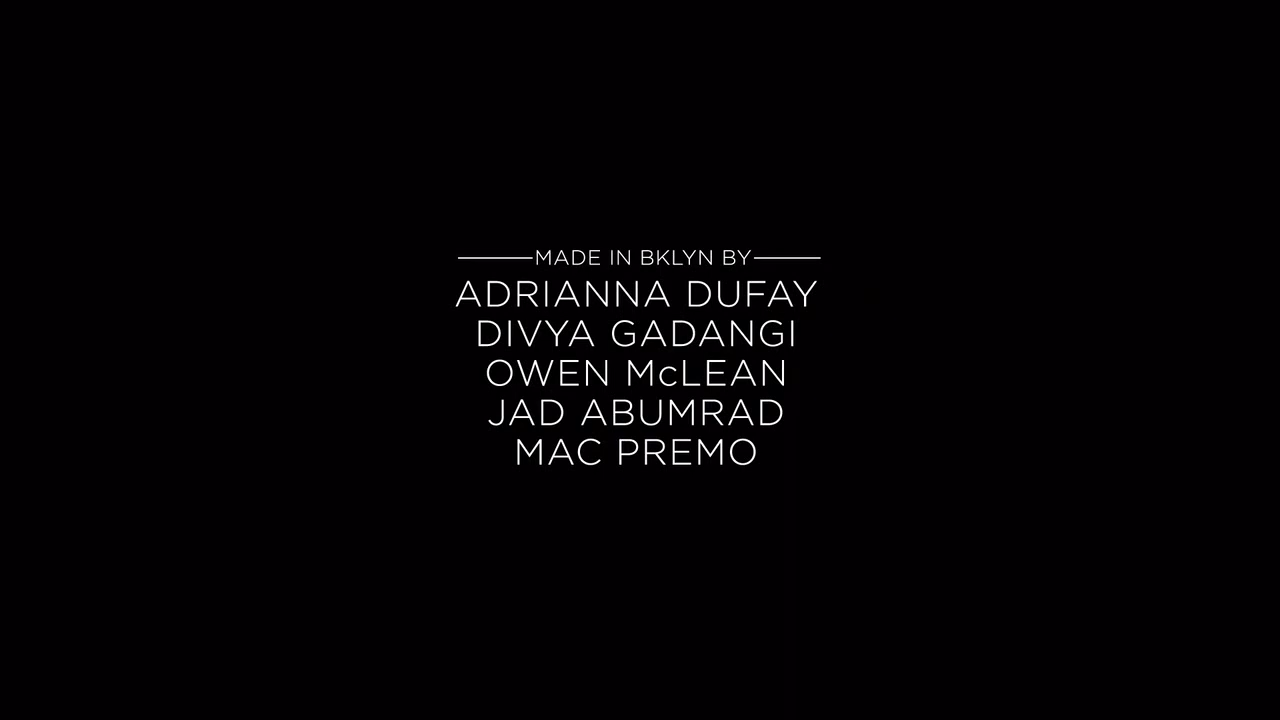 MADE IN BKLYN BY
ADRIANNA DUFAY
DIVYA GADANGI
OWEN McLEAN
JAD ABUMRAD
MAC PREMO